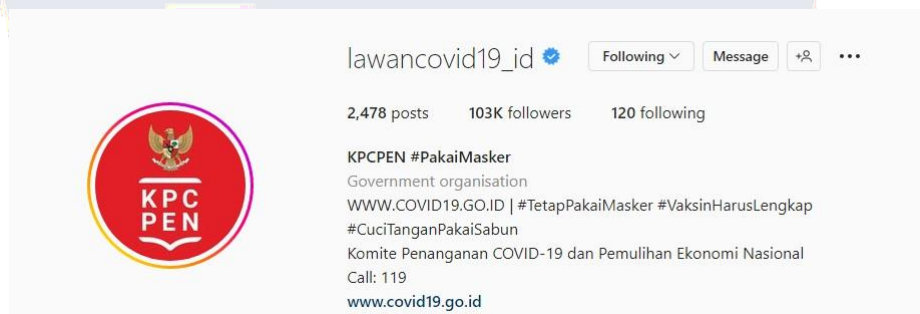 lawancovid19_id Following Message
2,478 posts 103K followers 120 following
KPC
PEN
KPCPEN #PakaiMasker
Government organisation
WWW.COVID19.GO.ID | #TetapPakaiMasker #VaksinHarusLengkap
#CuciTanganPakaiSabun
Komite Penanganan COVID-19 dan Pemulihan Ekonomi Nasional
Call: 119
www.covid19.go.id